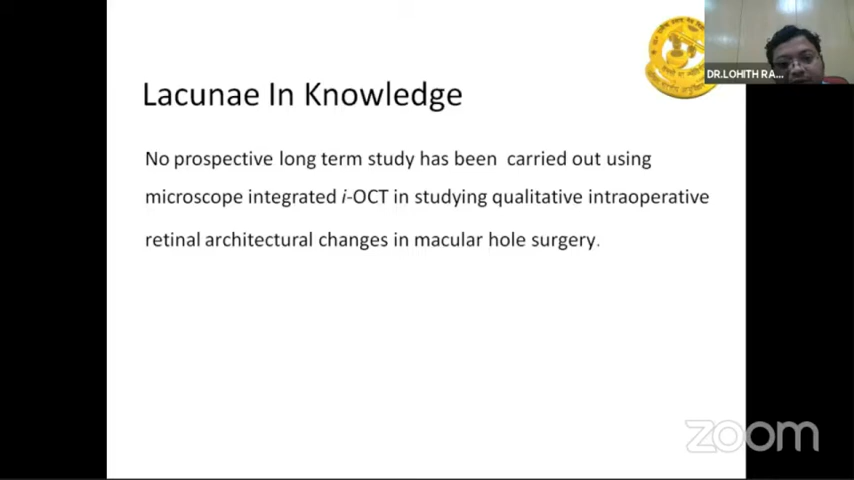 DR.LOHITH RA...
Lacunae In Knowledge
No prospective long term study has been carried out using
microscope integrated i-OCT in studying qualitative intraoperative
retinal architectural changes in macular hole surgery.
zoom